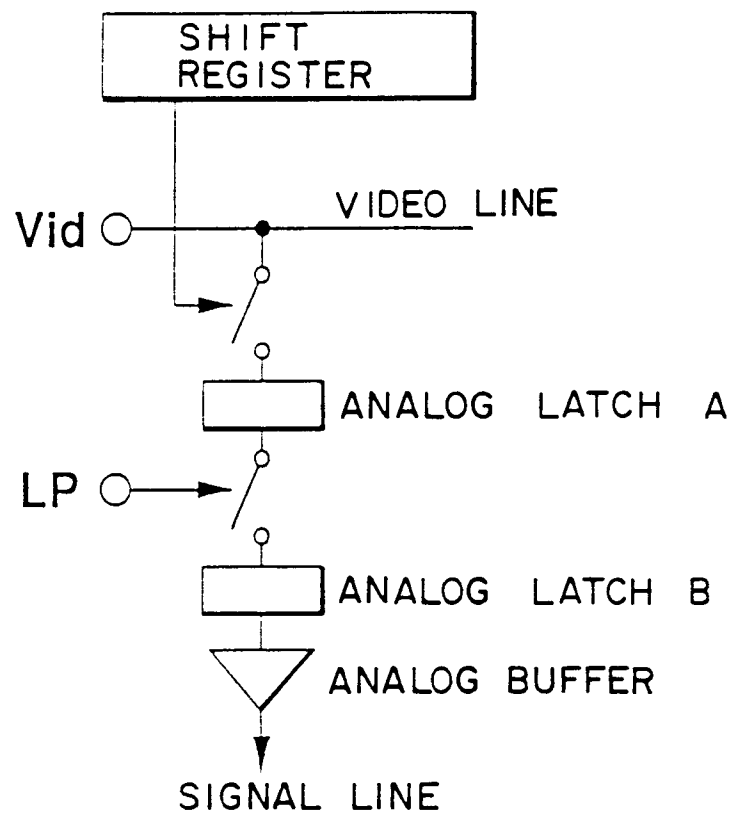 SHIFT
REGISTER
VIDEO LINE
Vid
ANALOG LATCH A
LP
ANALOG LATCH B
ANALOG BUFFER
SIGNAL LINE